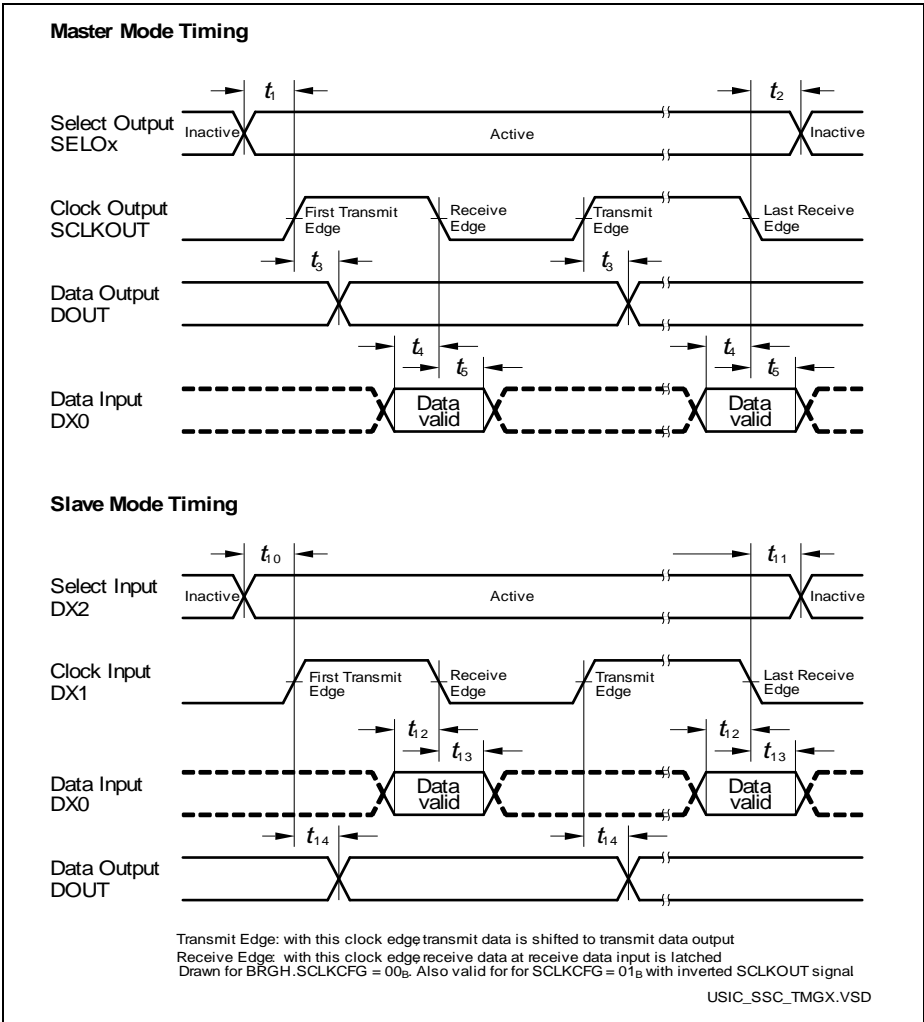 Master Mode Timing
t1
t2
Select Output
SELOx
Inactive
Active
Inactive
Clock Output
SCLKOUT
First Transmit
Edge
Receive
Edge
Transmit
Edge
Last Receive
Edge
t3
t3
Data Output
DOUT
t4
t5
t4
t5
Data Input
DX0
Data
valid
Data
valid
Slave Mode Timing
t10
t11
Select Input
DX2
Inactive
Active
Inactive
Clock Input
DX1
First Transmit
Edge
Receive
Edge
Transmit
Edge
Last Receive
Edge
t12
t13
t12
t13
Data Input
DX0
Data
valid
Data
valid
t14
t14
Data Output
DOUT
Transmit Edge: with this clock edge, transmit data is shifted to transmit data output
Receive Edge: with this clock edge, receive data at receive data input is latched
Drawn for BRGH.SCLKCFG = 00B. Also valid for for SCLKCFG = 01B with inverted SCLKOUT signal.
USIC_SSC_TMGX.VSD